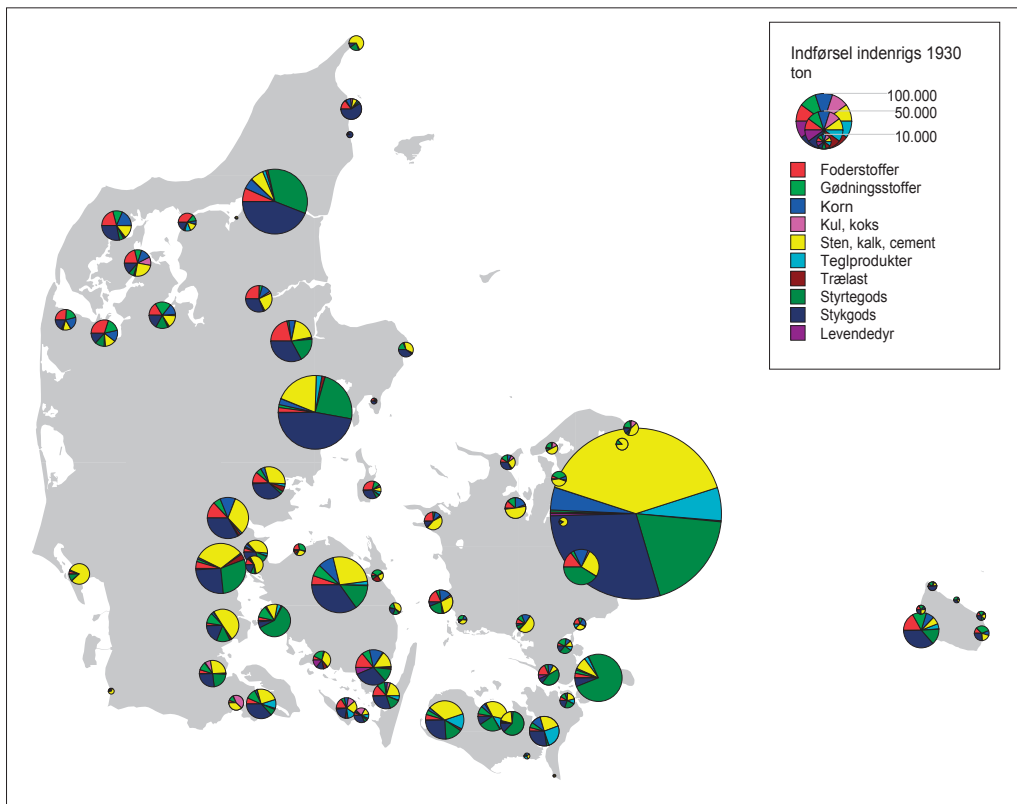 Indførsel indenrigs 1930
ton
100.000
50.000
10.000
Foderstoffer
Gødningsstoffer
Korn
Kul, koks
Sten, kalk, cement
Teglprodukter
Trælast
Styrtegods
Stykgods
Levendedyr